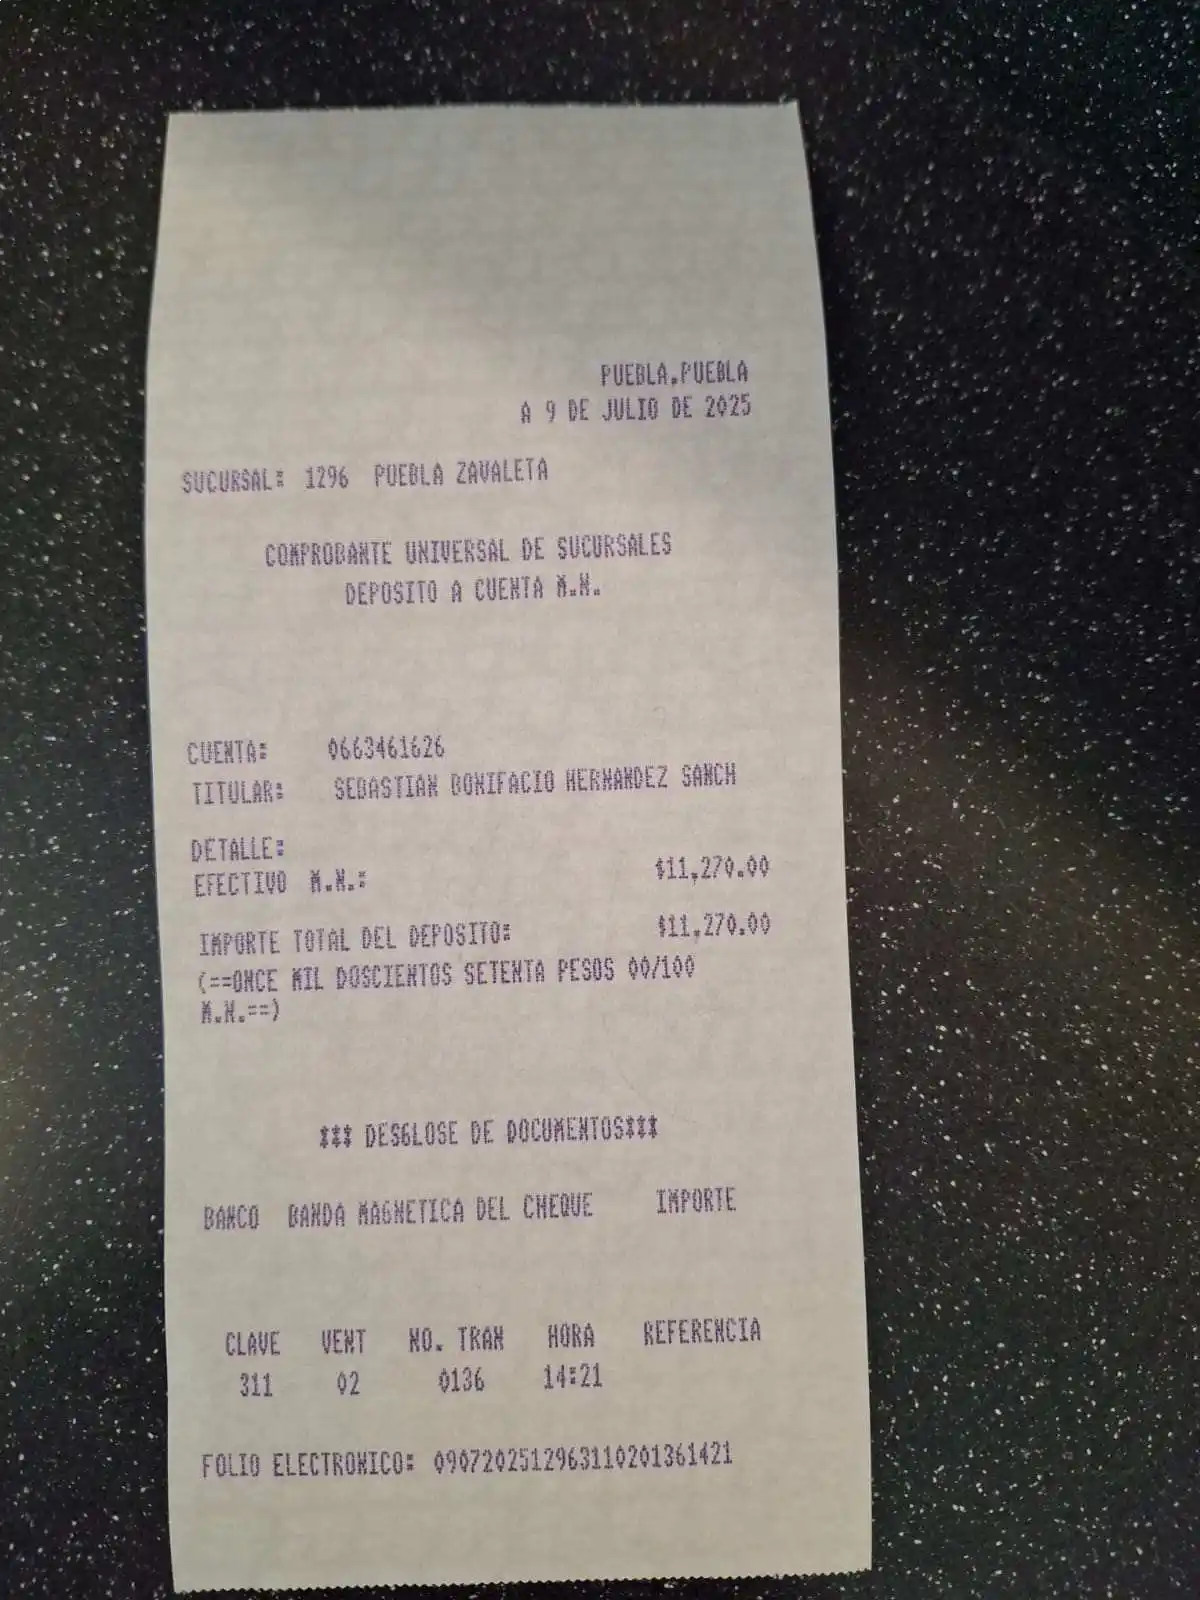 PUEBLA,PUEBLA
A 9 DE JULIO DE 2025
SUCURSAL: 1296 PUEBLA ZAVALETA
COMPROBANTE UNIVERSAL DE SUCURSALES
DEPOSITO A CUENTA M.N.
CUENTA: 0663461626
TITULAR: SEBASTIAN BONIFACIO HERNANDEZ SANCH
DETALLE:
EFECTIVO M.N.: $11,270.00
IMPORTE TOTAL DEL DEPOSITO: $11,270.00
(==ONCE MIL DOSCIENTOS SETENTA PESOS 00/100
M.N.==)
*** DESGLOSE DE DOCUMENTOS***
BANCO BANDA MAGNETICA DEL CHEQUE IMPORTE
CLAVE VENT NO. TRAN HORA REFERENCIA
311 02 0136 14:21
FOLIO ELECTRONICO: 0907202512963110201361421